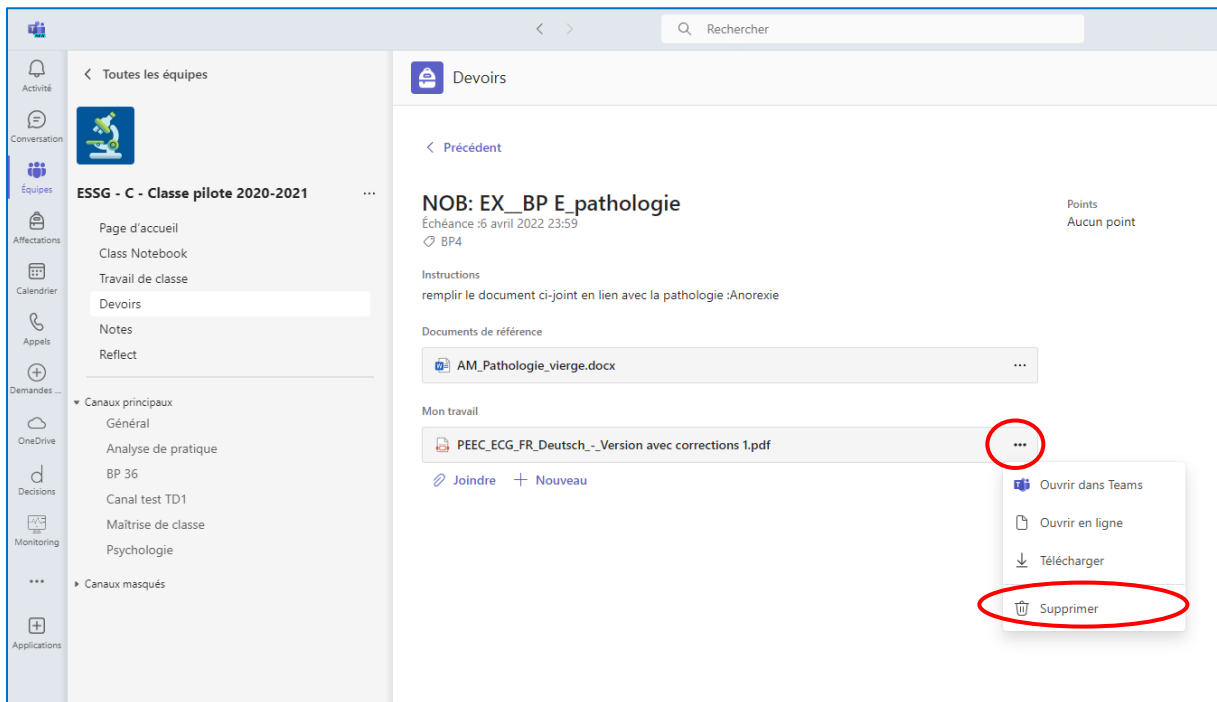 Rechercher
Activité
Conversation
Équipes
Affectations
Calendrier
Appels
Demandes ...
OneDrive
Decisions
Monitoring
Applications
Toutes les équipes
ESSG - C - Classe pilote 2020-2021
Page d'accueil
Class Notebook
Travail de classe
Devoirs
Notes
Reflect
Canaux principaux
Général
Analyse de pratique
BP 36
Canal test TD1
Maîtrise de classe
Psychologie
Canaux masqués
Devoirs
Précédent
NOB: EX__BP E_pathologie
Échéance :6 avril 2022 23:59
BP4
Points
Aucun point
Instructions
remplir le document ci-joint en lien avec la pathologie :Anorexie
Documents de référence
AM_Pathologie_vierge.docx
Mon travail
PEEC_ECG_FR_Deutsch_-_Version avec corrections 1.pdf
Joindre
Nouveau
Ouvrir dans Teams
Ouvrir en ligne
Télécharger
Supprimer